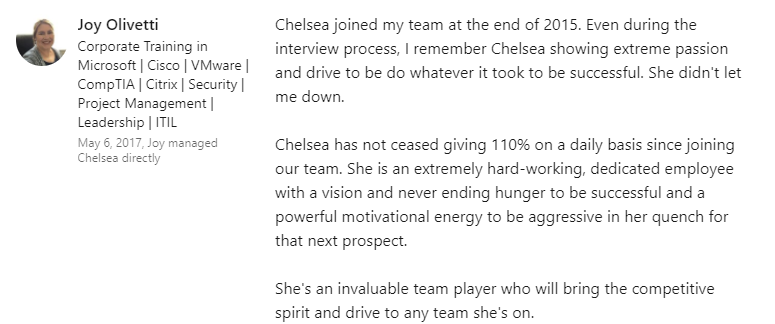 Joy Olivetti
Corporate Training in
Microsoft | Cisco | VMware |
CompTIA | Citrix | Security |
Project Management |
Leadership | ITIL
May 6, 2017, Joy managed
Chelsea directly
Chelsea joined my team at the end of 2015. Even during the
interview process, I remember Chelsea showing extreme passion
and drive to be do whatever it took to be successful. She didn't let
me down.
Chelsea has not ceased giving 110% on a daily basis since joining
our team. She is an extremely hard-working, dedicated employee
with a vision and never ending hunger to be successful and a
powerful motivational energy to be aggressive in her quench for
that next prospect.
She's an invaluable team player who will bring the competitive
spirit and drive to any team she's on.